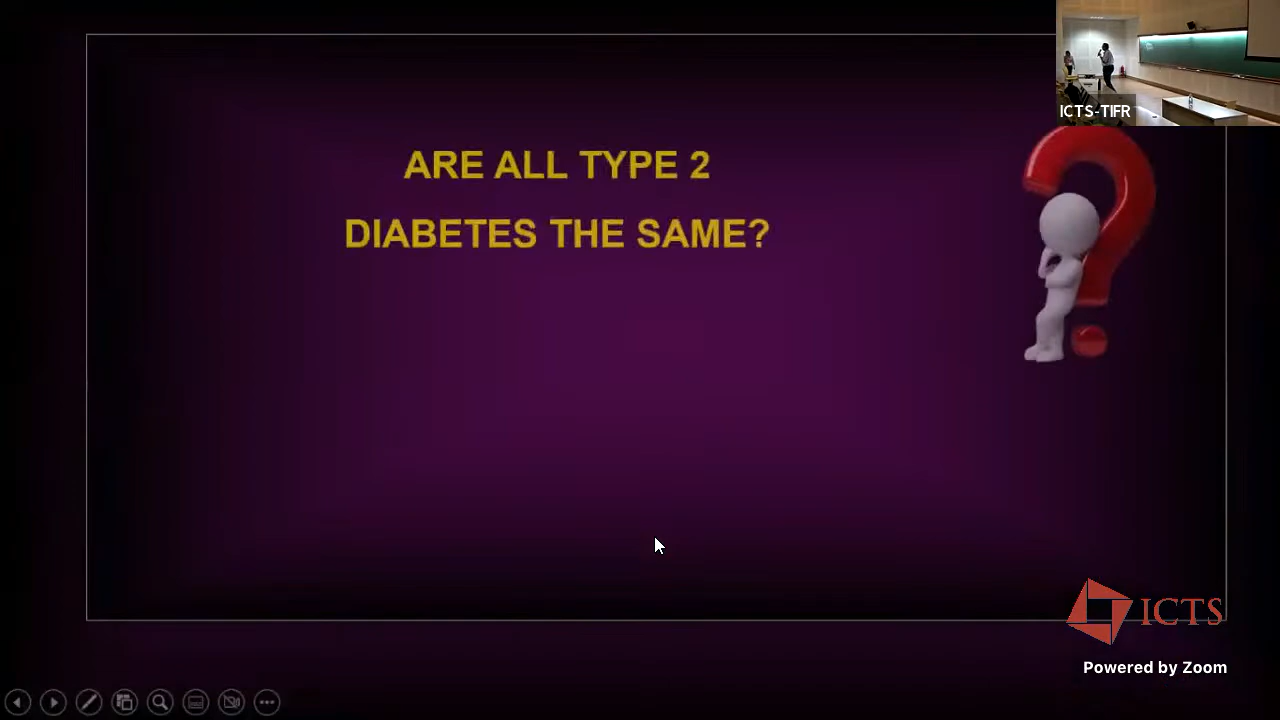 ICTS-TIFR
ARE ALL TYPE 2
DIABETES THE SAME?
ICTS
Powered by Zoom